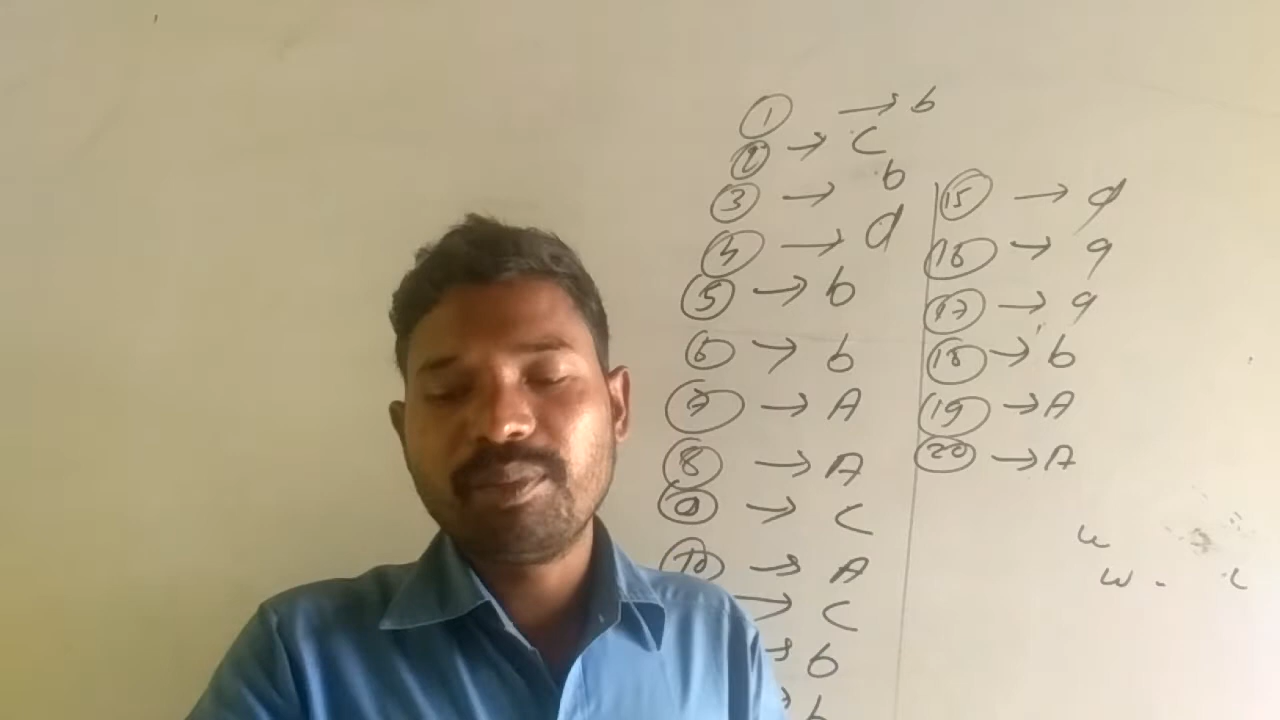 1 → b
2 → c
3 → b
4 → d
5 → b
6 → b
7 → A
8 → A
9 → c
10 → A
→ c
→ b
→ b
15 → d
16 → a
17 → a
18 → b
19 → A
20 → A